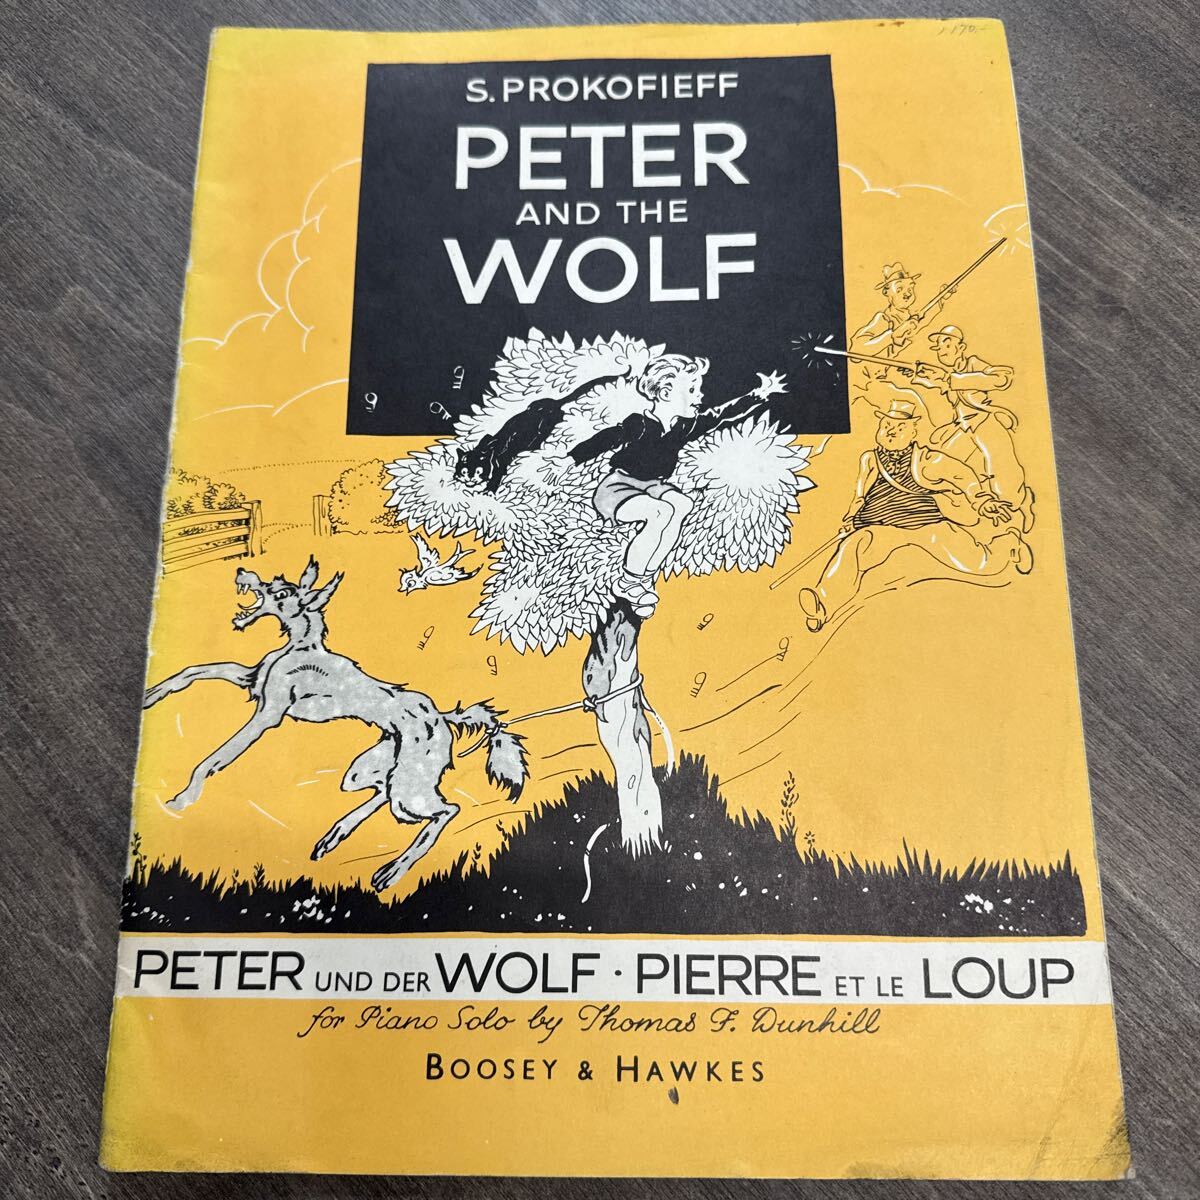 S. PROKOFIEFF
PETER
AND THE
WOLF
PETER UND DER WOLF · PIERRE ET LE LOUP
for Piano Solo by Thomas F. Dunhill
BOOSEY & HAWKES